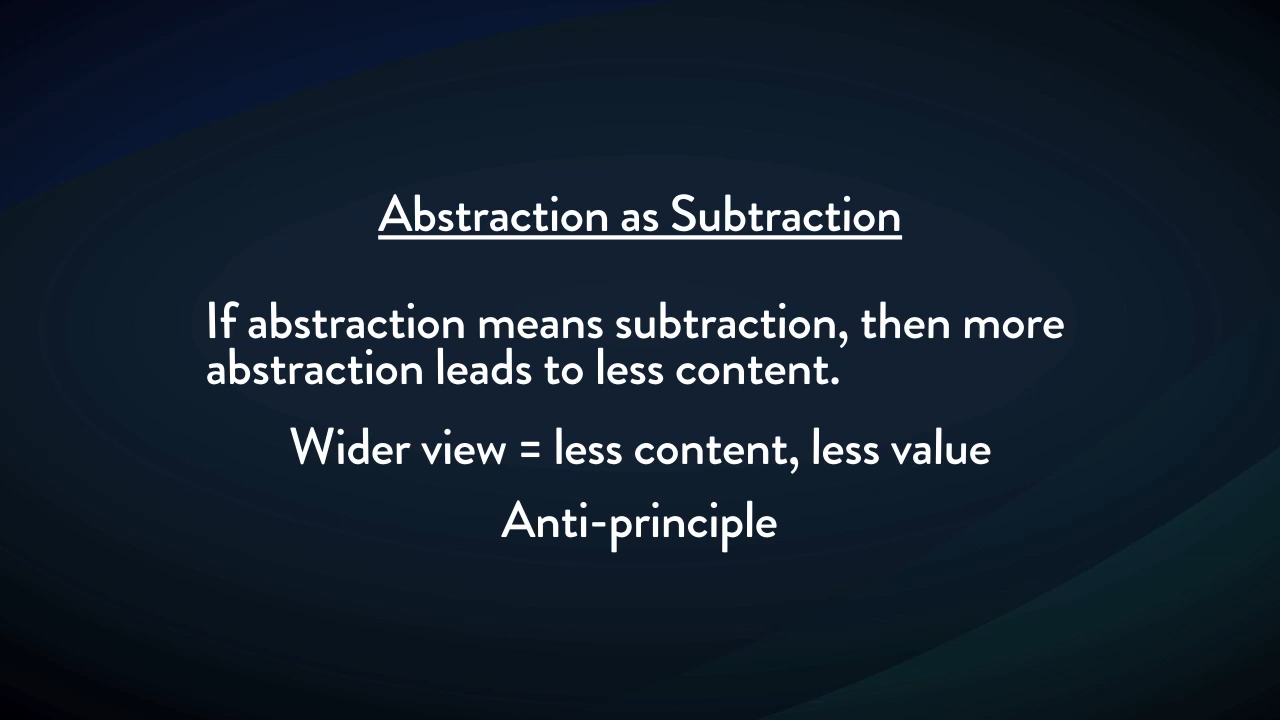 Abstraction as Subtraction
If abstraction means subtraction, then more
abstraction leads to less content.
Wider view = less content, less value
Anti-principle